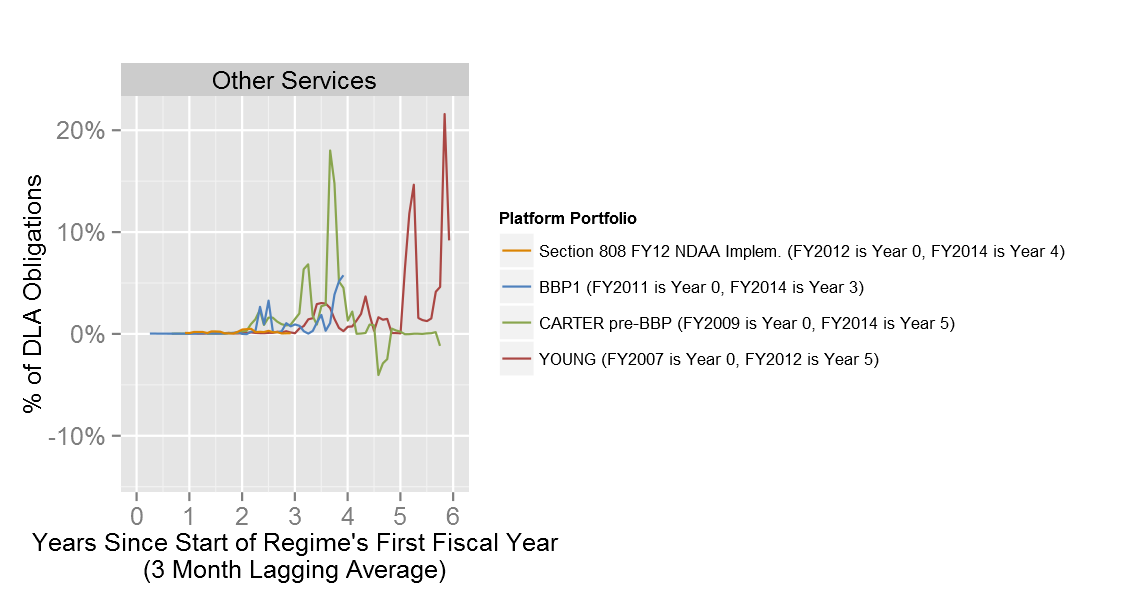 Other Services
20%
10%
0%
-10%
% of DLA Obligations
0 1 2 3 4 5 6
Years Since Start of Regime's First Fiscal Year
(3 Month Lagging Average)
Platform Portfolio
Section 808 FY12 NDAA Implem. (FY2012 is Year 0, FY2014 is Year 4)
BBP1 (FY2011 is Year 0, FY2014 is Year 3)
CARTER pre-BBP (FY2009 is Year 0, FY2014 is Year 5)
YOUNG (FY2007 is Year 0, FY2012 is Year 5)